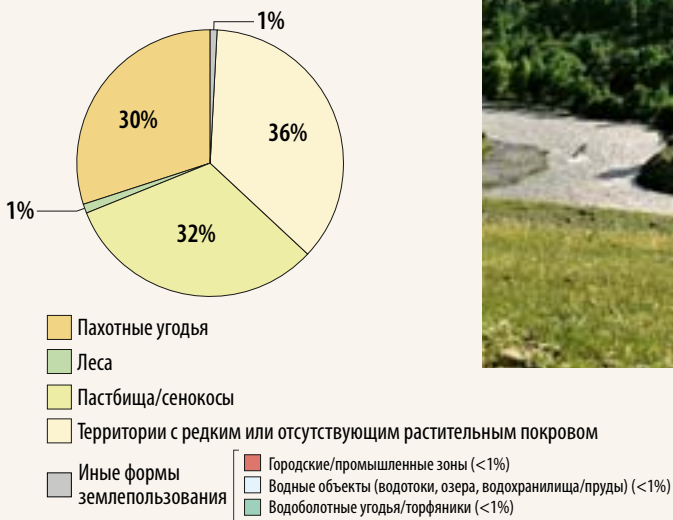 1%
30%
36%
1%
32%
Пахотные угодья
Леса
Пастбища/сенокосы
Территории с редким или отсутствующим растительным покровом
Иные формы
землепользования
Городские/промышленные зоны (<1%)
Водные объекты (водотоки, озера, водохранилища/пруды) (<1%)
Водоболотные угодья/торфяники (<1%)